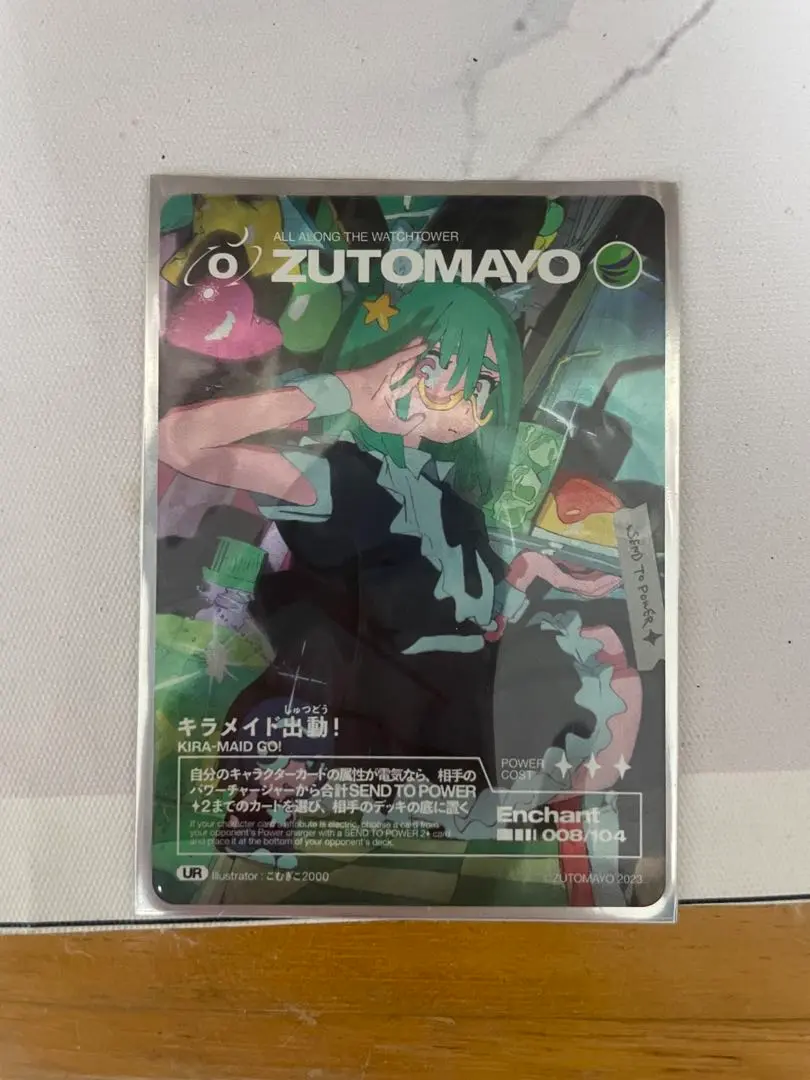 ALL ALONG THE WATCHTOWER
ZUTOMAYO
SEND TO POWER
しゅつどう
キラメイド出動!
KIRA-MAID GO!
POWER
COST
自分のキャラクターカードの属性が電気なら、相手の
パワーチャージャーから合計SEND TO POWER
✦2までのカードを選び、相手のデッキの底に置く
If your character card's attribute is electric, choose a card from
your opponent's Power charger with a SEND TO POWER 2✦ card
and place it at the bottom of your opponent's deck.
Enchant
008/104
UR Illustrator : こむぎこ2000
©ZUTOMAYO 2023